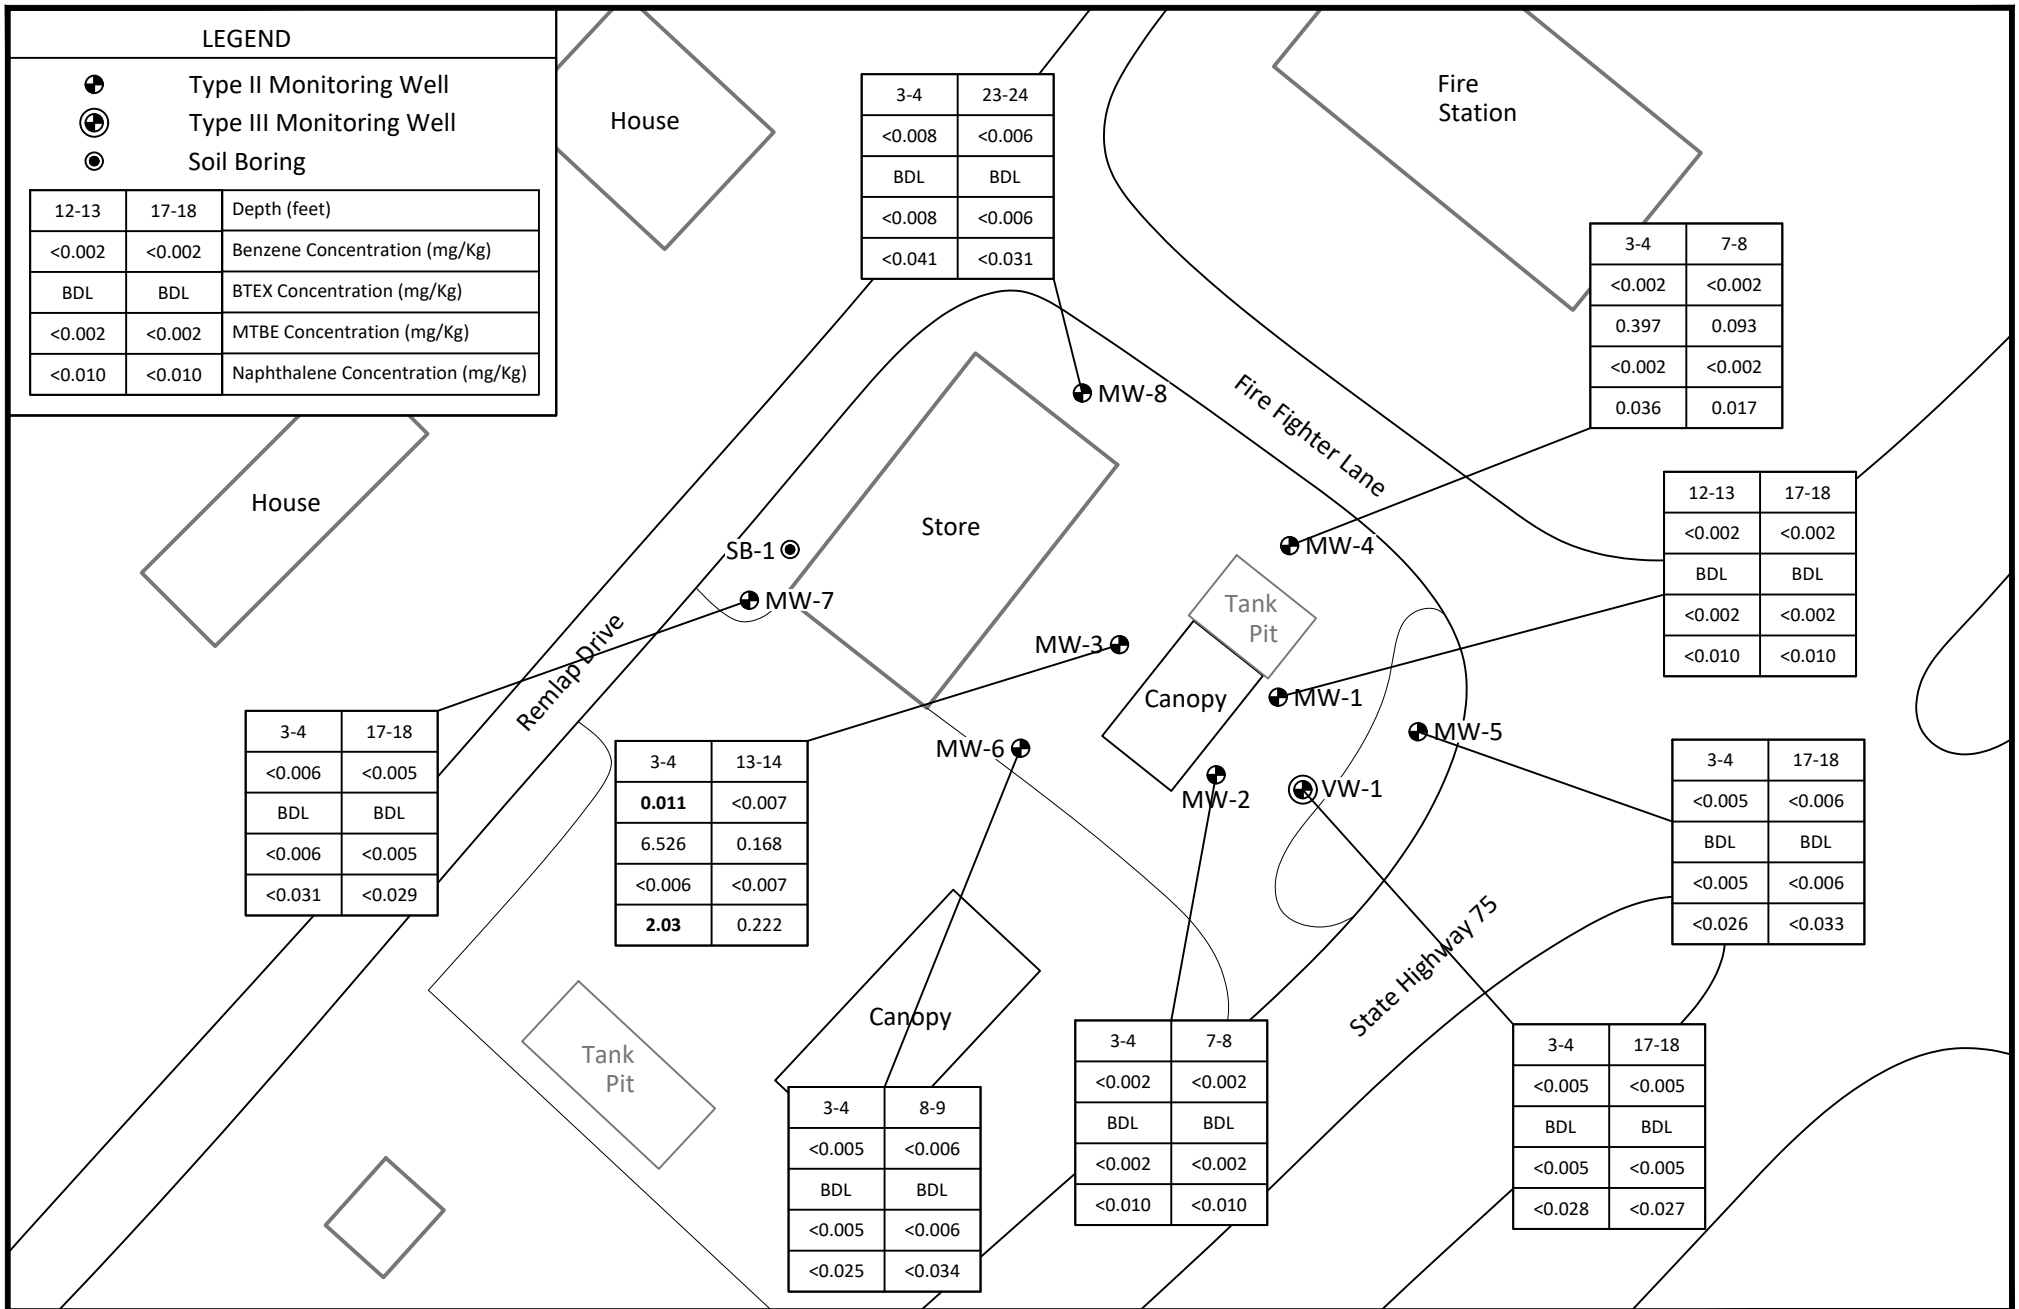 LEGEND
Type II Monitoring Well
Type III Monitoring Well
Soil Boring
12-13 17-18 Depth (feet)
<0.002 <0.002 Benzene Concentration (mg/Kg)
BDL BDL BTEX Concentration (mg/Kg)
<0.002 <0.002 MTBE Concentration (mg/Kg)
<0.010 <0.010 Naphthalene Concentration (mg/Kg)
House
3-4 23-24
<0.008 <0.006
BDL BDL
<0.008 <0.006
<0.041 <0.031
Fire
Station
3-4 7-8
<0.002 <0.002
0.397 0.093
<0.002 <0.002
0.036 0.017
MW-8
Fire Fighter Lane
House
Store
12-13 17-18
<0.002 <0.002
BDL BDL
<0.002 <0.002
<0.010 <0.010
SB-1
MW-4
MW-7
Tank
Pit
MW-3
Remlap Drive
Canopy
MW-1
MW-5
MW-6
MW-2
VW-1
3-4 17-18
<0.006 <0.005
BDL BDL
<0.006 <0.005
<0.031 <0.029
3-4 13-14
0.011 <0.007
6.526 0.168
<0.006 <0.007
2.03 0.222
3-4 17-18
<0.005 <0.006
BDL BDL
<0.005 <0.006
<0.026 <0.033
State Highway 75
Canopy
Tank
Pit
3-4 8-9
<0.005 <0.006
BDL BDL
<0.005 <0.006
<0.025 <0.034
3-4 7-8
<0.002 <0.002
BDL BDL
<0.002 <0.002
<0.010 <0.010
3-4 17-18
<0.005 <0.005
BDL BDL
<0.005 <0.005
<0.028 <0.027